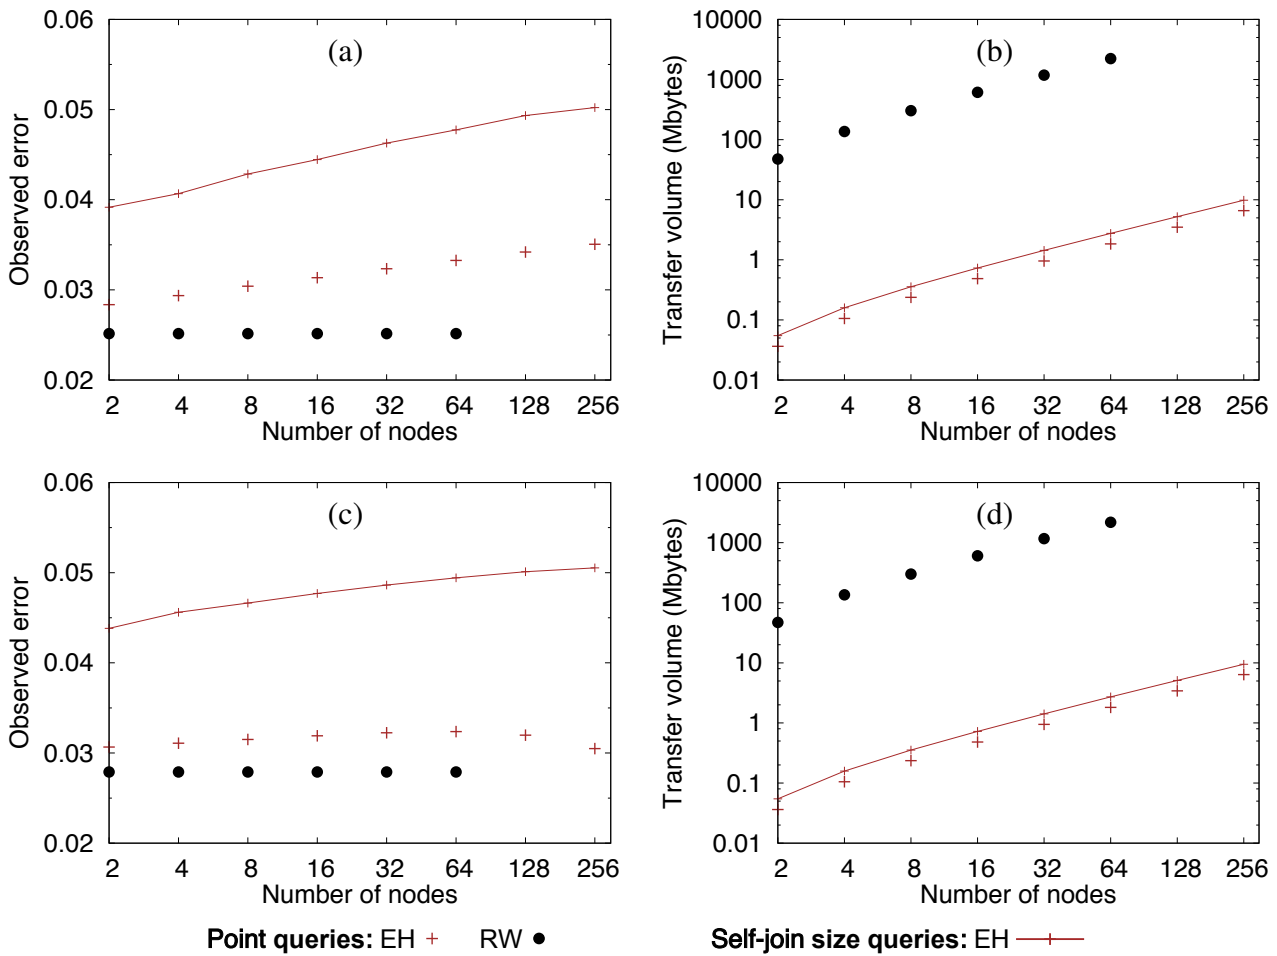 (a)
Observed error
0.06
0.05
0.04
0.03
0.02
2 4 8 16 32 64 128 256
Number of nodes
(b)
Transfer volume (Mbytes)
10000
1000
100
10
1
0.1
0.01
2 4 8 16 32 64 128 256
Number of nodes
(c)
Observed error
0.06
0.05
0.04
0.03
0.02
2 4 8 16 32 64 128 256
Number of nodes
(d)
Transfer volume (Mbytes)
10000
1000
100
10
1
0.1
0.01
2 4 8 16 32 64 128 256
Number of nodes
Point queries: EH RW Self-join size queries: EH